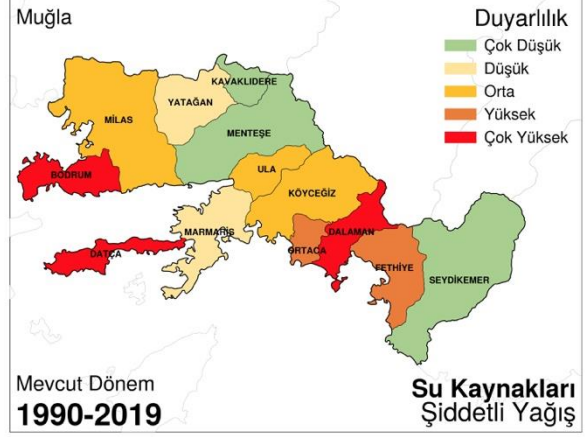 Muğla
Duyarlılık
Çok Düşük
Düşük
Orta
Yüksek
Çok Yüksek
KAVAKLIDERE
YATAĞAN
MİLAS
MENTEŞE
BODRUM
ULA
KÖYCEĞİZ
MARMARİS
DALAMAN
ORTACA
DATÇA
FETHİYE
SEYDİKEMER
Mevcut Dönem
1990-2019
Su Kaynakları
Şiddetli Yağış